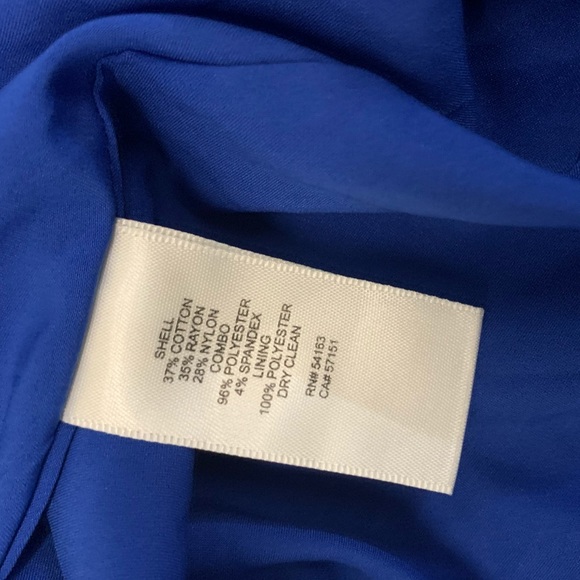 SHELL
37% COTTON
35% RAYON
28% NYLON
COMBO
96% POLYESTER
4% SPANDEX
LINING
100% POLYESTER
DRY CLEAN
RN# 54163
CA# 57151